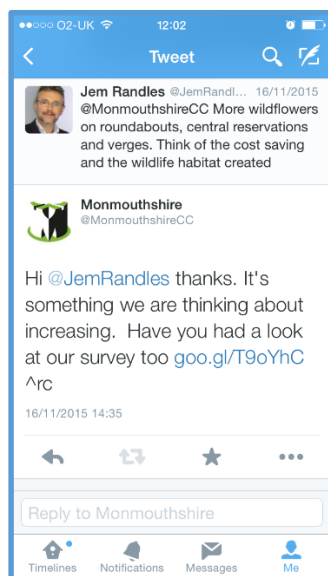 O2-UK 12:02
Tweet
Jem Randles @JemRandl... 16/11/2015
@MonmouthshireCC More wildflowers
on roundabouts, central reservations
and verges. Think of the cost saving
and the wildlife habitat created
Monmouthshire
@MonmouthshireCC
Hi @JemRandles thanks. It's
something we are thinking about
increasing.  Have you had a look
at our survey too goo.gl/T9oYhC
^rc
16/11/2015 14:35
Reply to Monmouthshire
Timelines Notifications Messages Me